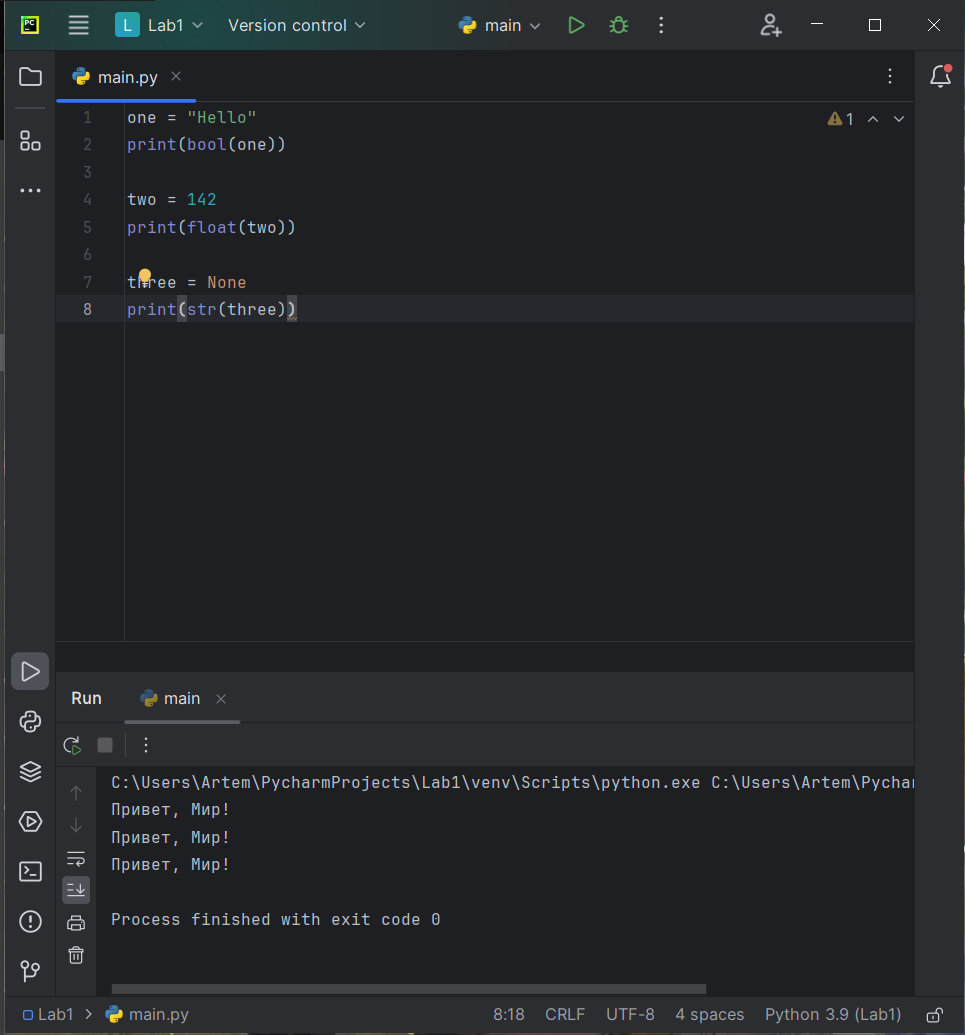 PC L Lab1 Version control main
main.py
1 one = "Hello" 1
2 print(bool(one))
3
4 two = 142
5 print(float(two))
6
7 three = None
8 print(str(three))
Run main
C:\Users\Artem\PycharmProjects\Lab1\venv\Scripts\python.exe C:\Users\Artem\Pychar
Привет, Мир!
Привет, Мир!
Привет, Мир!
Process finished with exit code 0
Lab1 main.py 8:18 CRLF UTF-8 4 spaces Python 3.9 (Lab1)